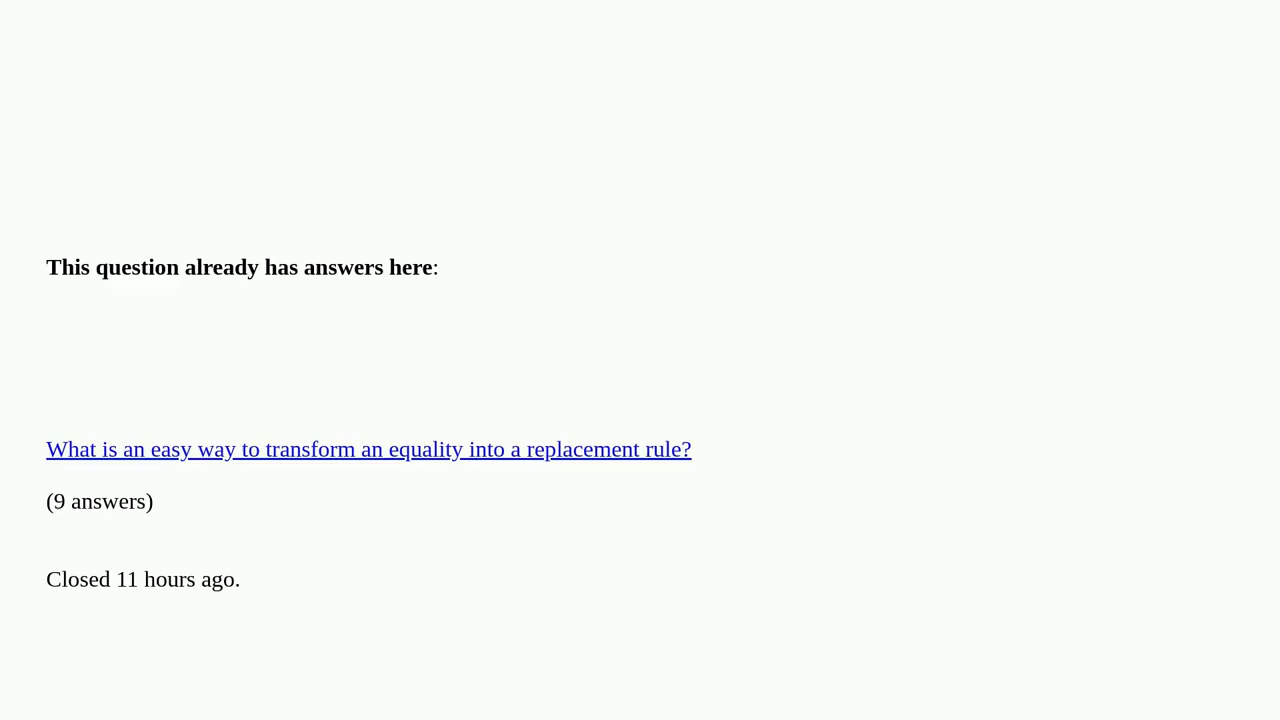 This question already has answers here:
What is an easy way to transform an equality into a replacement rule?
(9 answers)
Closed 11 hours ago.